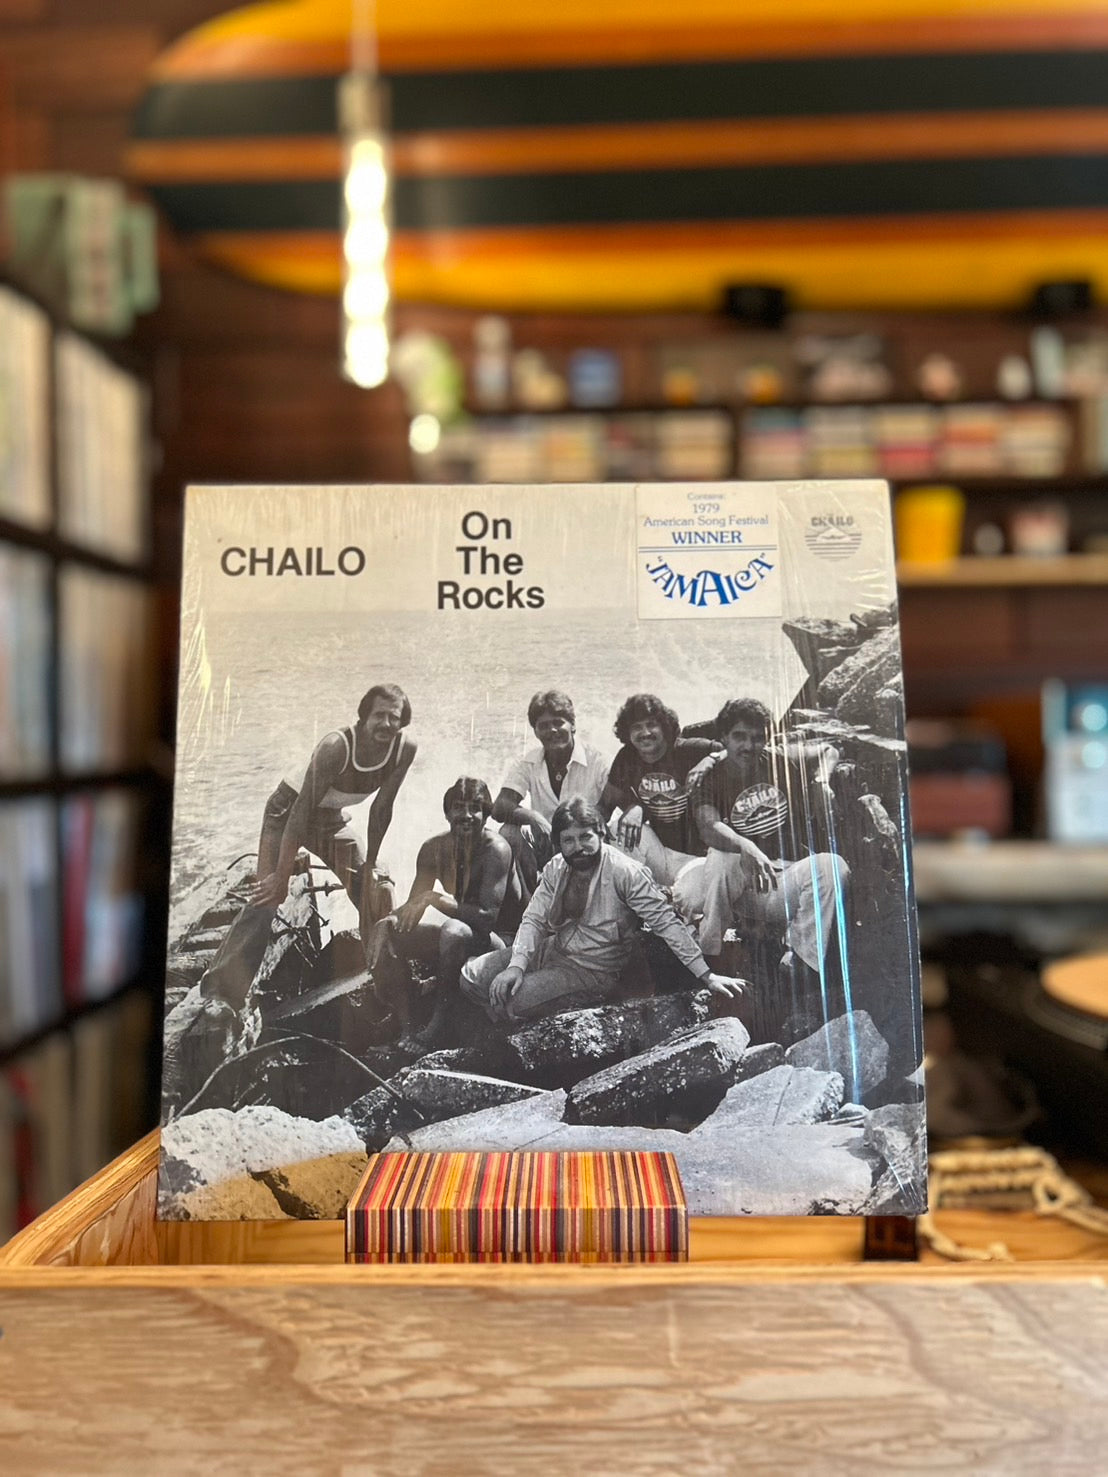 CHAILO
On
The
Rocks
Contains:
1979
American Song Festival
WINNER
"JAMAICA"
CHAILO
CHAILO
CHAILO